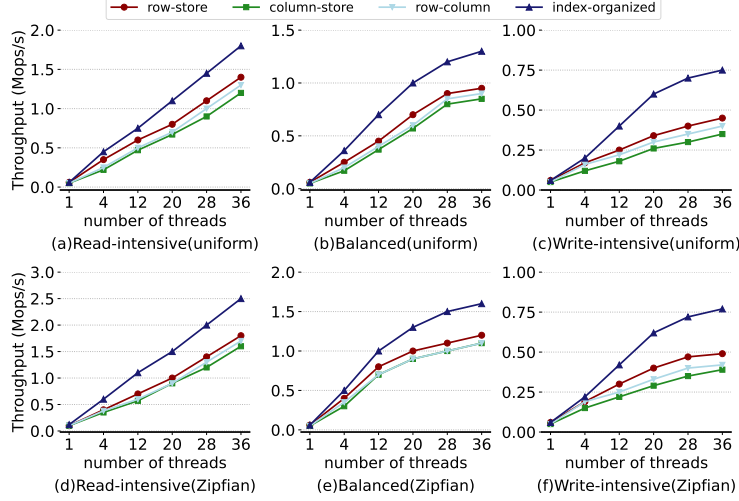 row-store column-store row-column index-organized
Throughput (Mops/s)
2.0
1.5
1.0
0.5
0.0
1 4 12 20 28 36
number of threads
(a)Read-intensive(uniform)
1.5
1.0
0.5
0.0
1 4 12 20 28 36
number of threads
(b)Balanced(uniform)
1.00
0.75
0.50
0.25
0.00
1 4 12 20 28 36
number of threads
(c)Write-intensive(uniform)
Throughput (Mops/s)
3.0
2.5
2.0
1.5
1.0
0.5
0.0
1 4 12 20 28 36
number of threads
(d)Read-intensive(Zipfian)
2.0
1.5
1.0
0.5
0.0
1 4 12 20 28 36
number of threads
(e)Balanced(Zipfian)
1.00
0.75
0.50
0.25
0.00
1 4 12 20 28 36
number of threads
(f)Write-intensive(Zipfian)